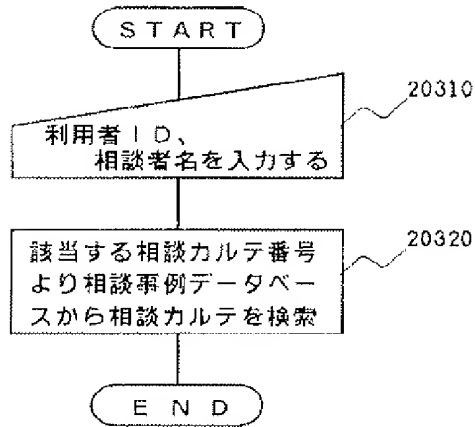 START
20310
利用者ID、
相談者名を入力する
20320
該当する相談カルテ番号
より相談事例データベー
スから相談カルテを検索
END